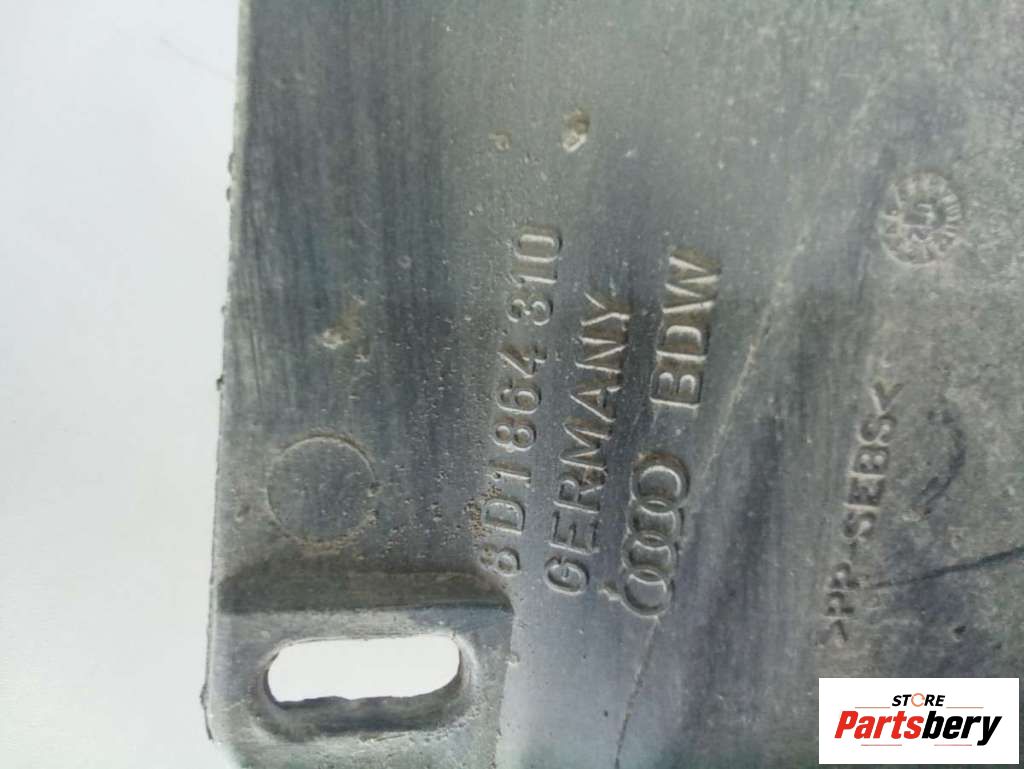 8D1 864 310
GERMANY
BDW
>PP-SEBS<
STORE
Partsbery